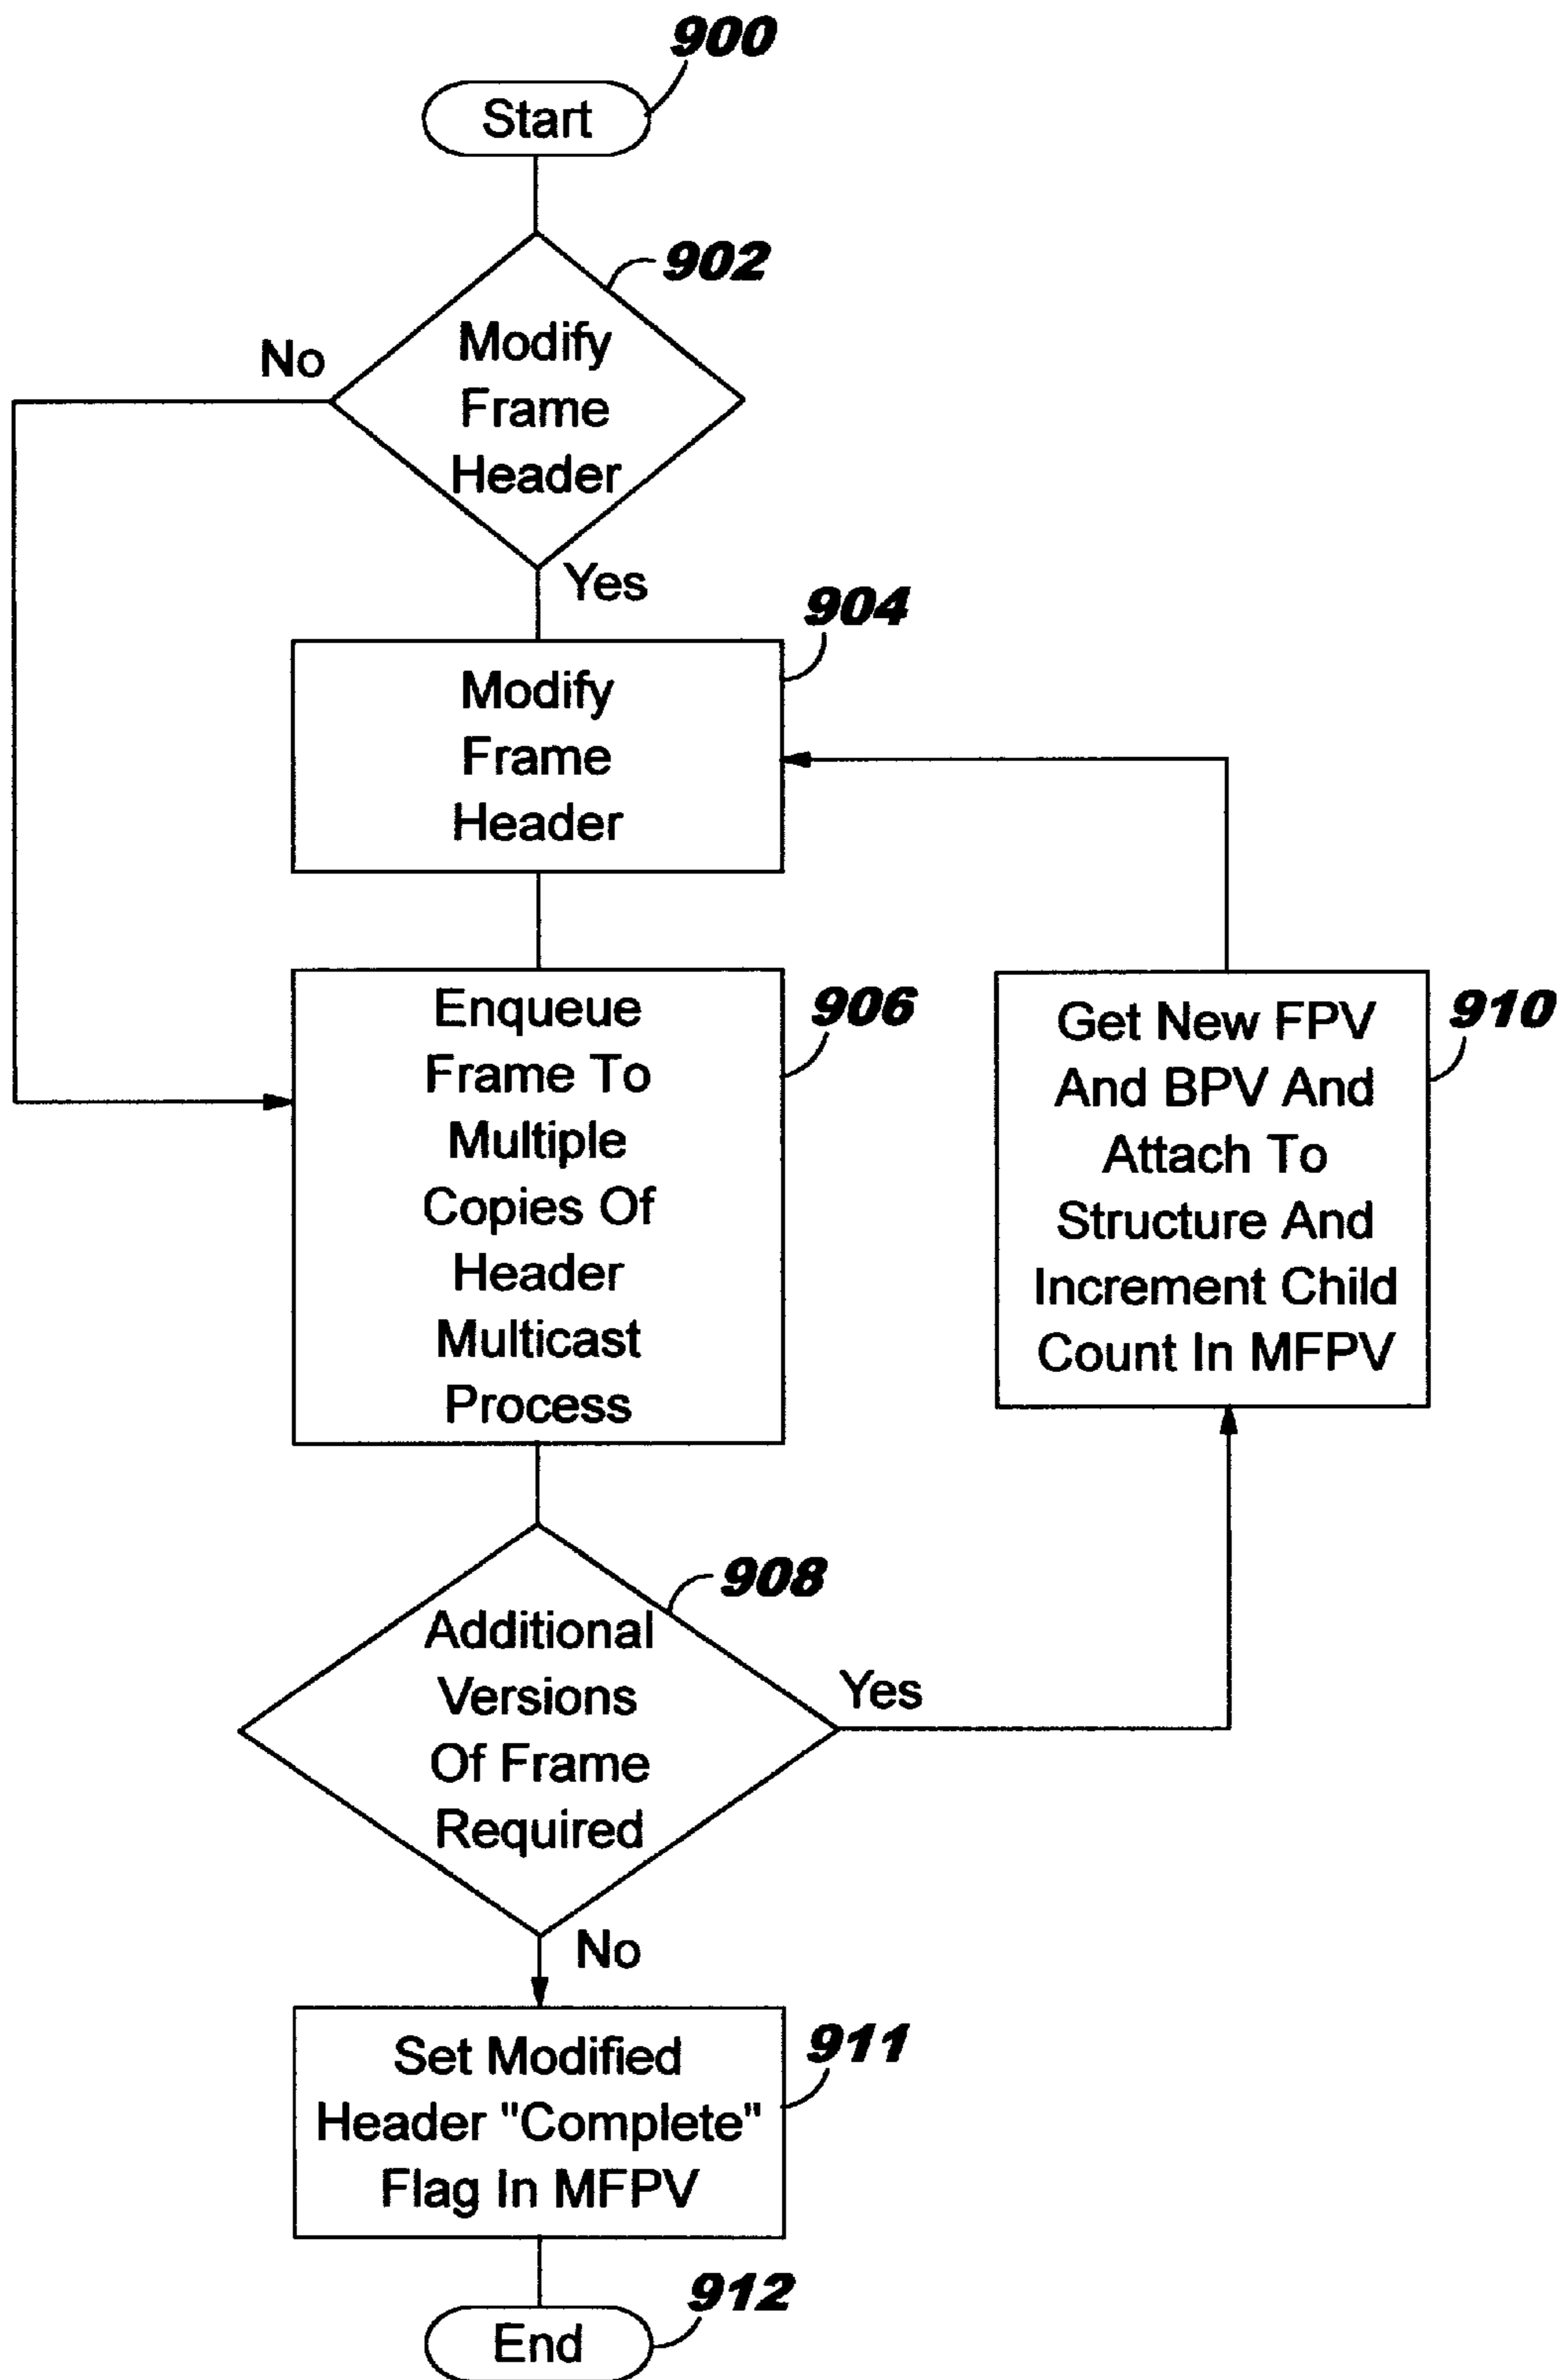 900
Start
902
No
Modify
Frame
Header
Yes
904
Modify
Frame
Header
Enqueue
Frame To
Multiple
Copies Of
Header
Multicast
Process
906
Get New FPV
And BPV And
Attach To
Structure And
Increment Child
Count In MFPV
910
908
Additional
Versions
Of Frame
Required
Yes
No
Set Modified
Header "Complete"
Flag In MFPV
911
912
End